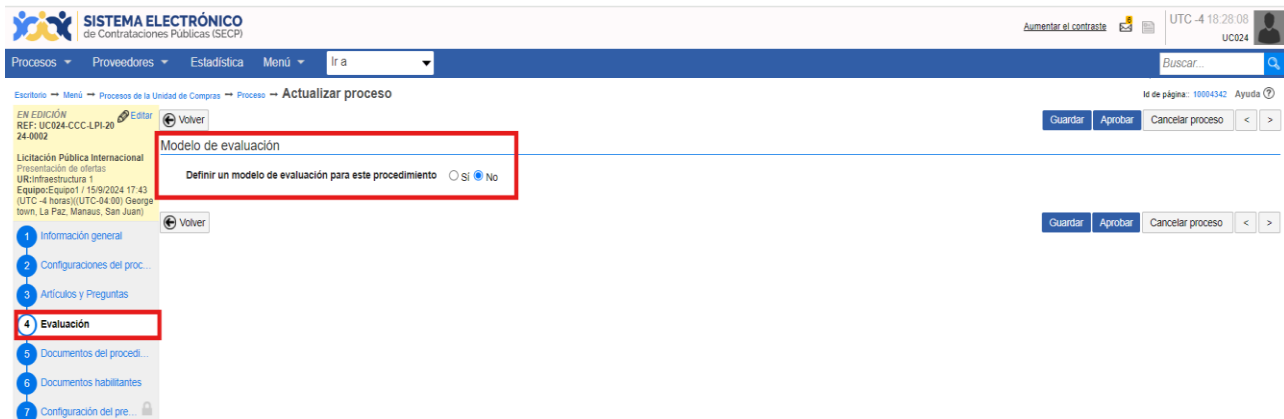 SISTEMA ELECTRÓNICO
de Contrataciones Públicas (SECP)
Aumentar el contraste
UTC -4 18:28:08
UC024
Procesos Proveedores Estadística Menú Ir a Buscar...
Escritorio → Menú → Procesos de la Unidad de Compras → Proceso → Actualizar proceso
Id de página:: 10004342 Ayuda ?
EN EDICIÓN Editar
REF: UC024-CCC-LPI-20
24-0002
Licitación Pública Internacional
Presentación de ofertas
UR:Infraestructura 1
Equipo:Equipo1 / 15/9/2024 17:43
(UTC -4 horas)((UTC-04:00) George
town, La Paz, Manaus, San Juan)
Volver
Guardar Aprobar Cancelar proceso < >
Modelo de evaluación
Definir un modelo de evaluación para este procedimiento Sí No
Volver
Guardar Aprobar Cancelar proceso < >
1 Información general
2 Configuraciones del proc...
3 Artículos y Preguntas
4 Evaluación
5 Documentos del procedi...
6 Documentos habilitantes
7 Configuración del pre...